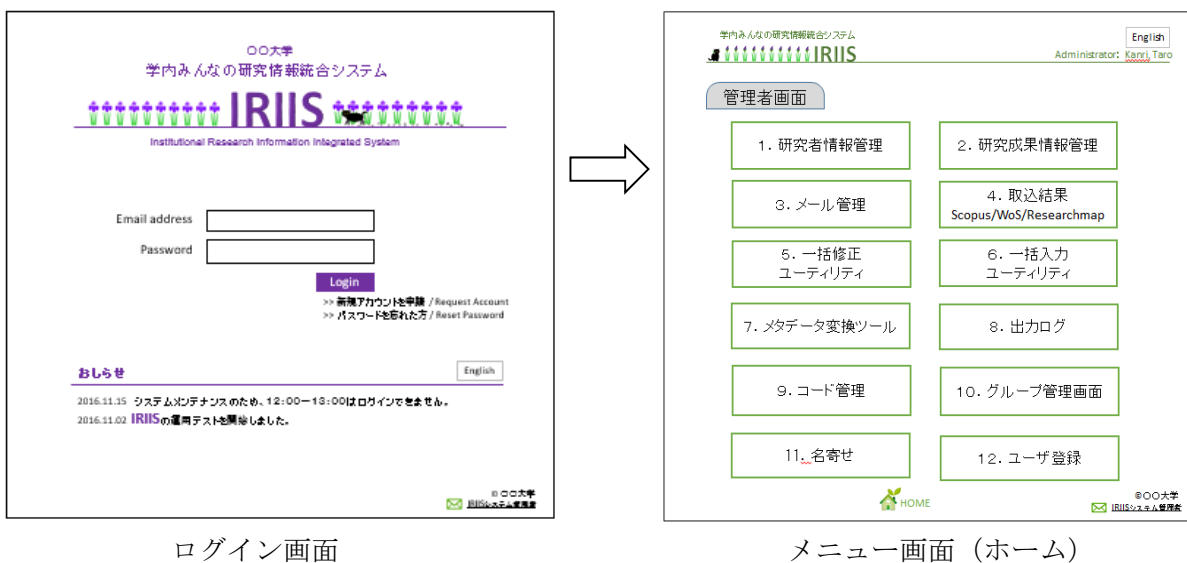 〇〇大学
学内みんなの研究情報統合システム
IRIIS
Institutional Research Information Integrated System
Email address
Password
Login
>> 新規アカウントを申請 / Request Account
>> パスワードを忘れた方 / Reset Password
おしらせ
English
2016.11.15 システムメンテナンスのため、12:00ー13:00はログインできません。
2016.11.02 IRIISの運用テストを開始しました。
©〇〇大学
IRIISシステム管理者
ログイン画面
学内みんなの研究情報統合システム
IRIIS
English
Administrator: Kanri, Taro
管理者画面
1. 研究者情報管理
2. 研究成果情報管理
3. メール管理
4. 取込結果
Scopus/WoS/Researchmap
5. 一括修正
ユーティリティ
6. 一括入力
ユーティリティ
7. メタデータ変換ツール
8. 出力ログ
9. コード管理
10. グループ管理画面
11. 名寄せ
12. ユーザ登録
HOME
©〇〇大学
IRIISシステム管理者
メニュー画面（ホーム）